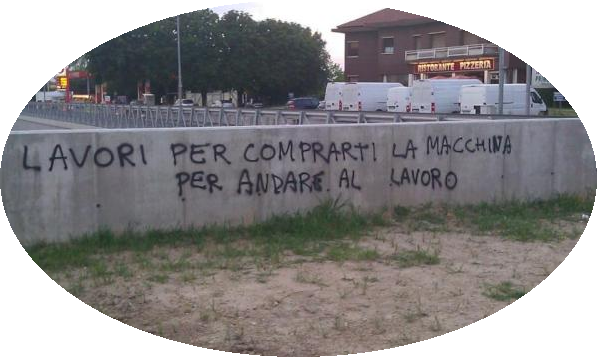 RISTORANTE PIZZERIA
LAVORI PER COMPRARTI LA MACCHINA
PER ANDARE AL LAVORO